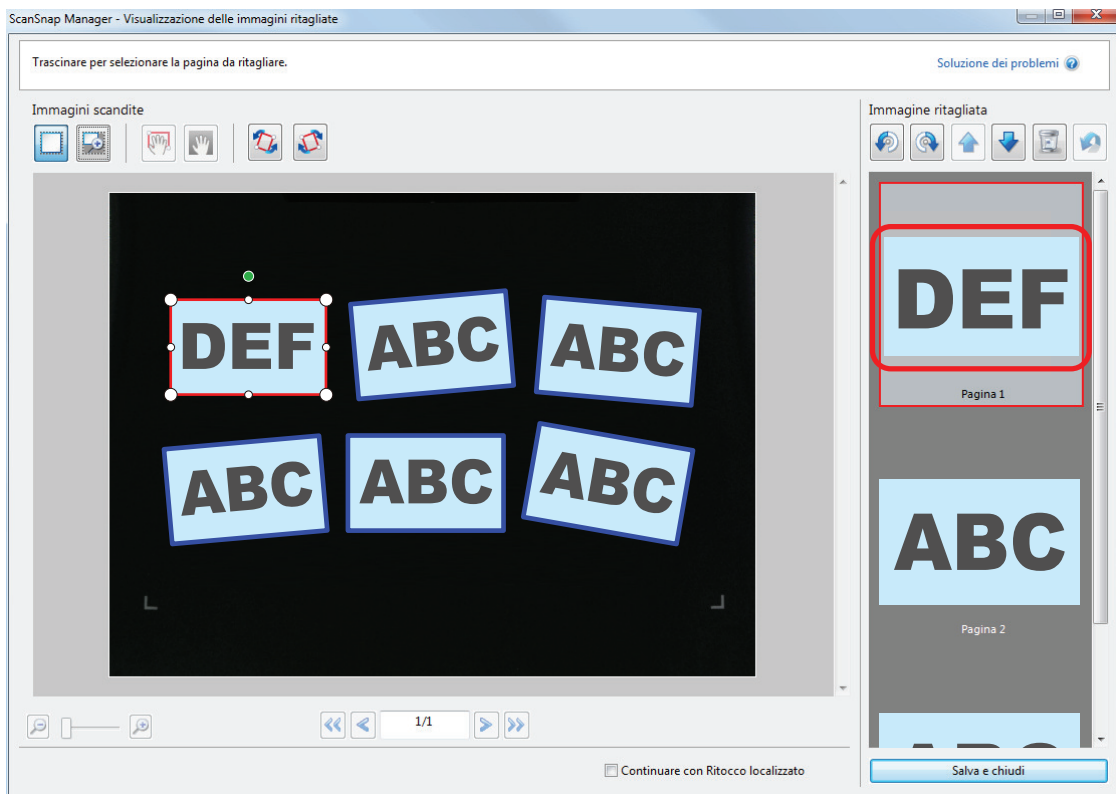 ScanSnap Manager - Visualizzazione delle immagini ritagliate
Trascinare per selezionare la pagina da ritagliare.
Soluzione dei problemi
Immagini scandite
Immagine ritagliata
DEF
ABC
ABC
ABC
ABC
ABC
DEF
Pagina 1
ABC
Pagina 2
1/1
Continuare con Ritocco localizzato
Salva e chiudi